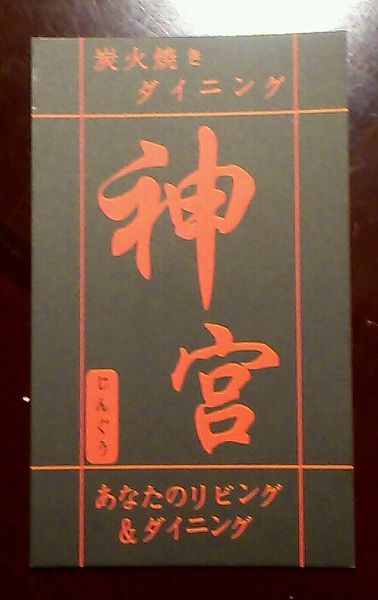 炭火焼き
ダイニング
神宮
じんぐう
あなたのリビング
&ダイニング